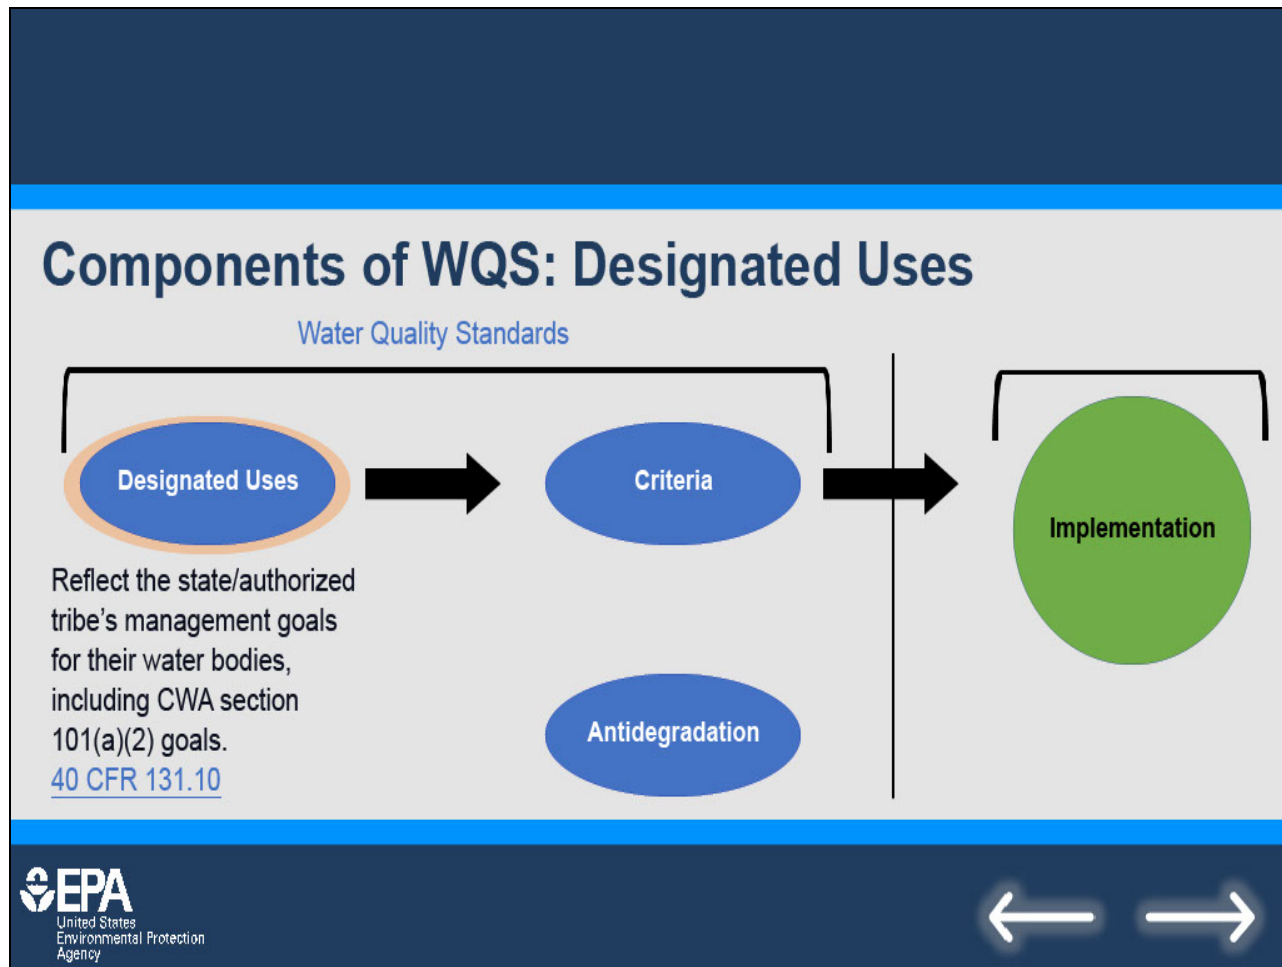 Components of WQS: Designated Uses
Water Quality Standards
Designated Uses
Criteria
Implementation
Reflect the state/authorized
tribe's management goals
for their water bodies,
including CWA section
101(a)(2) goals.
40 CFR 131.10
Antidegradation
EPA
United States
Environmental Protection
Agency